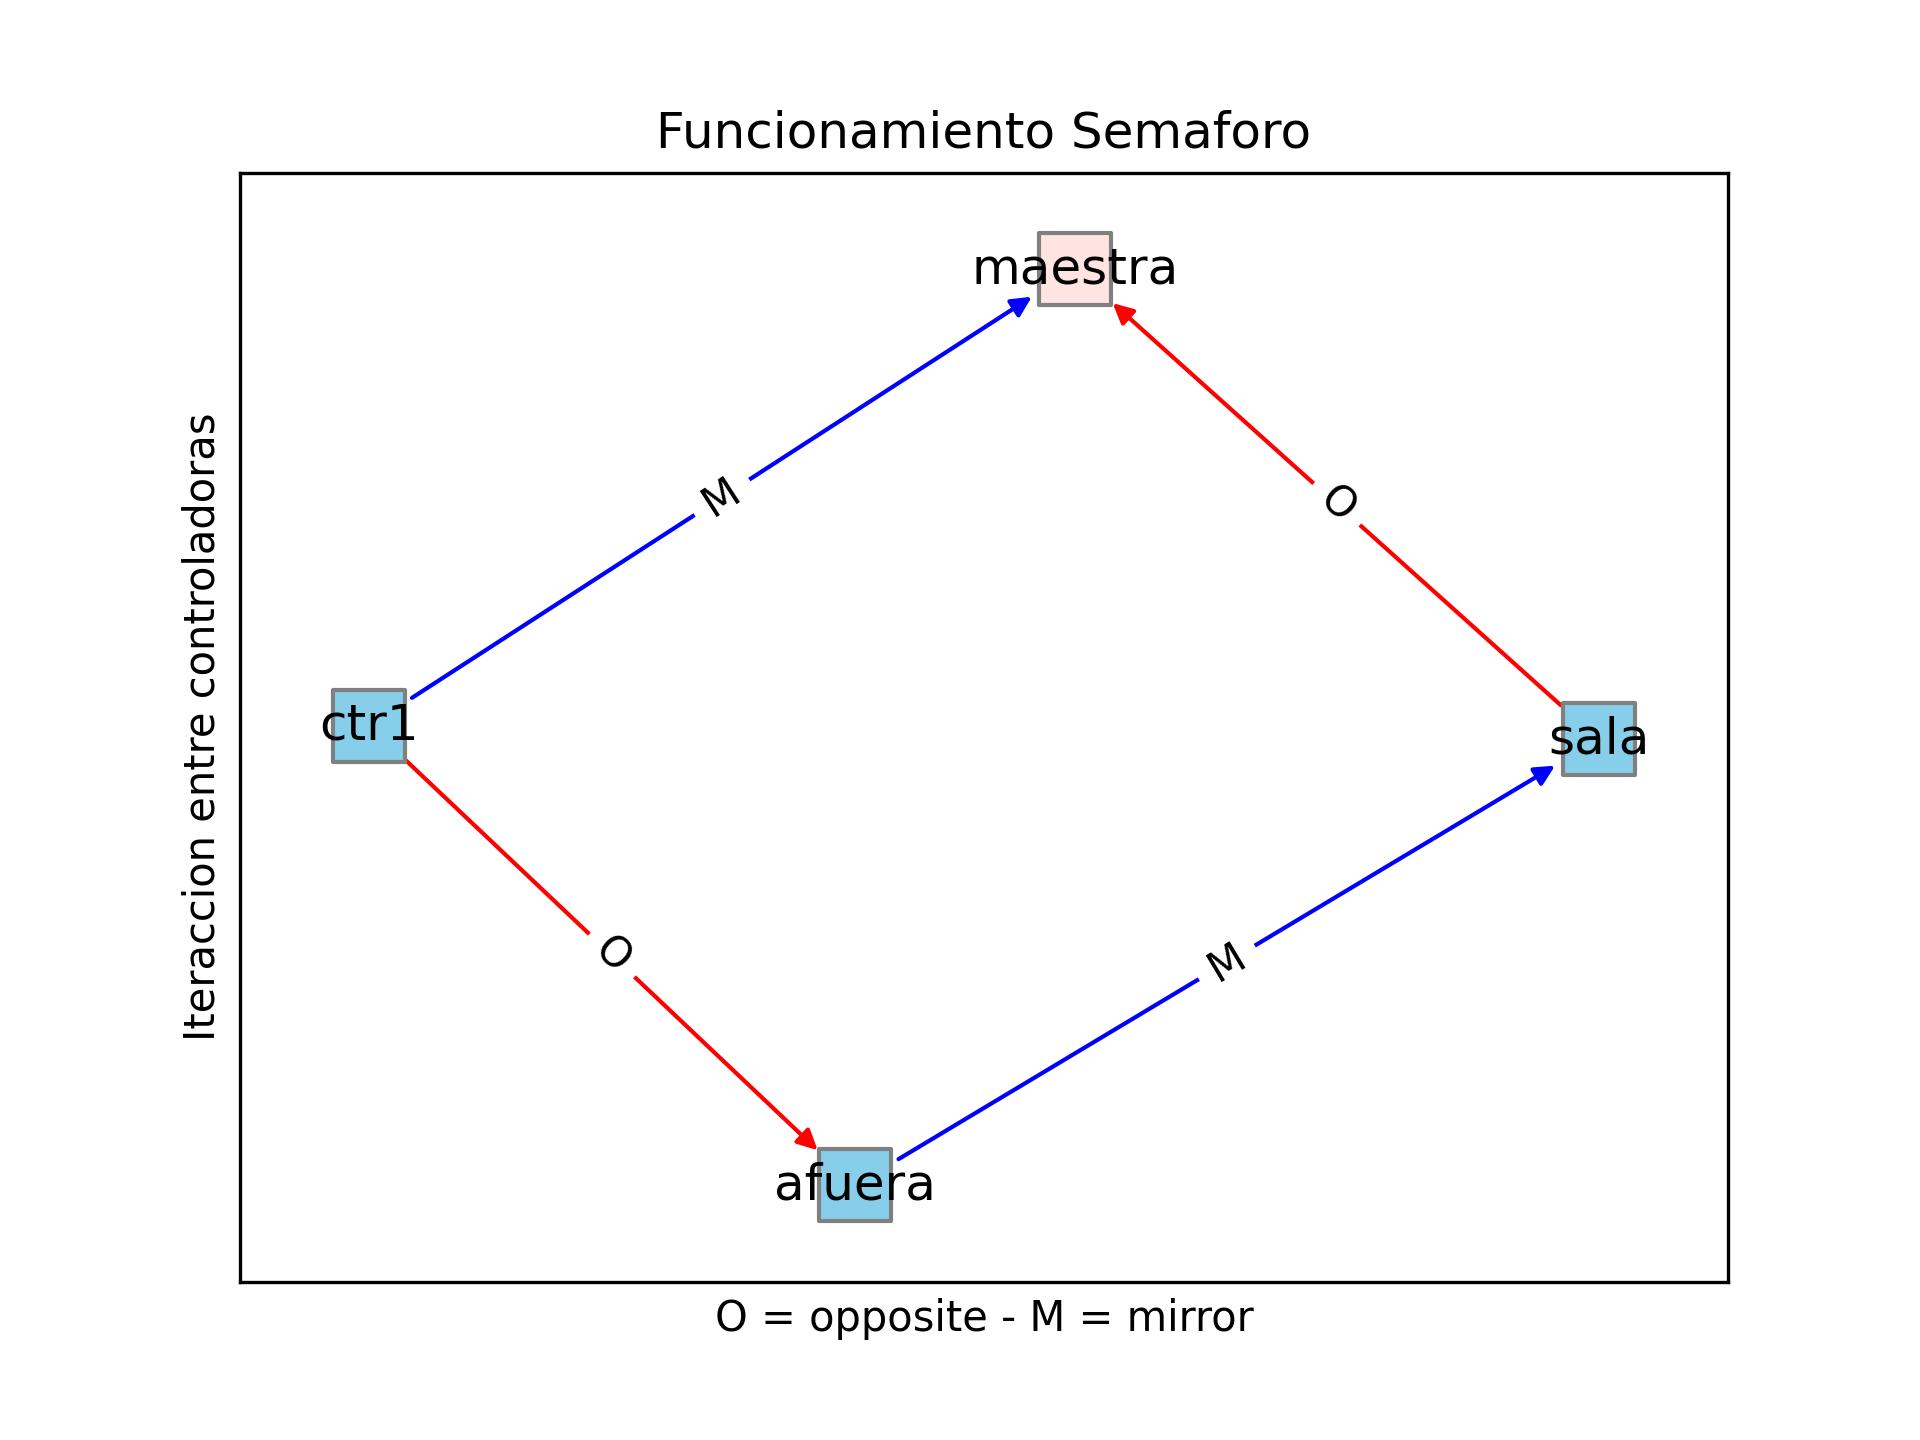 Funcionamiento Semaforo
maestra
M
O
Iteraccion entre controladoras
ctr1
sala
O
M
afuera
O = opposite - M = mirror